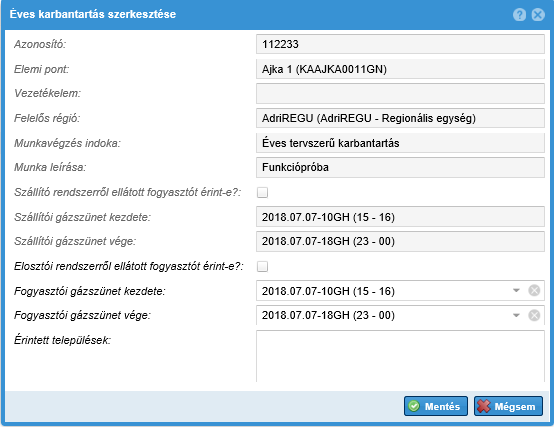 Éves karbantartás szerkesztése
Azonosító: 112233
Elemi pont: Ajka 1 (KAAJKA0011GN)
Vezetékelem:
Felelős régió: AdriREGU (AdriREGU - Regionális egység)
Munkavégzés indoka: Éves tervszerű karbantartás
Munka leírása: Funkciópróba
Szállító rendszerről ellátott fogyasztót érint-e?:
Szállítói gázszünet kezdete: 2018.07.07-10GH (15 - 16)
Szállítói gázszünet vége: 2018.07.07-18GH (23 - 00)
Elosztói rendszerről ellátott fogyasztót érint-e?:
Fogyasztói gázszünet kezdete: 2018.07.07-10GH (15 - 16)
Fogyasztói gázszünet vége: 2018.07.07-18GH (23 - 00)
Érintett települések:
Mentés Mégsem